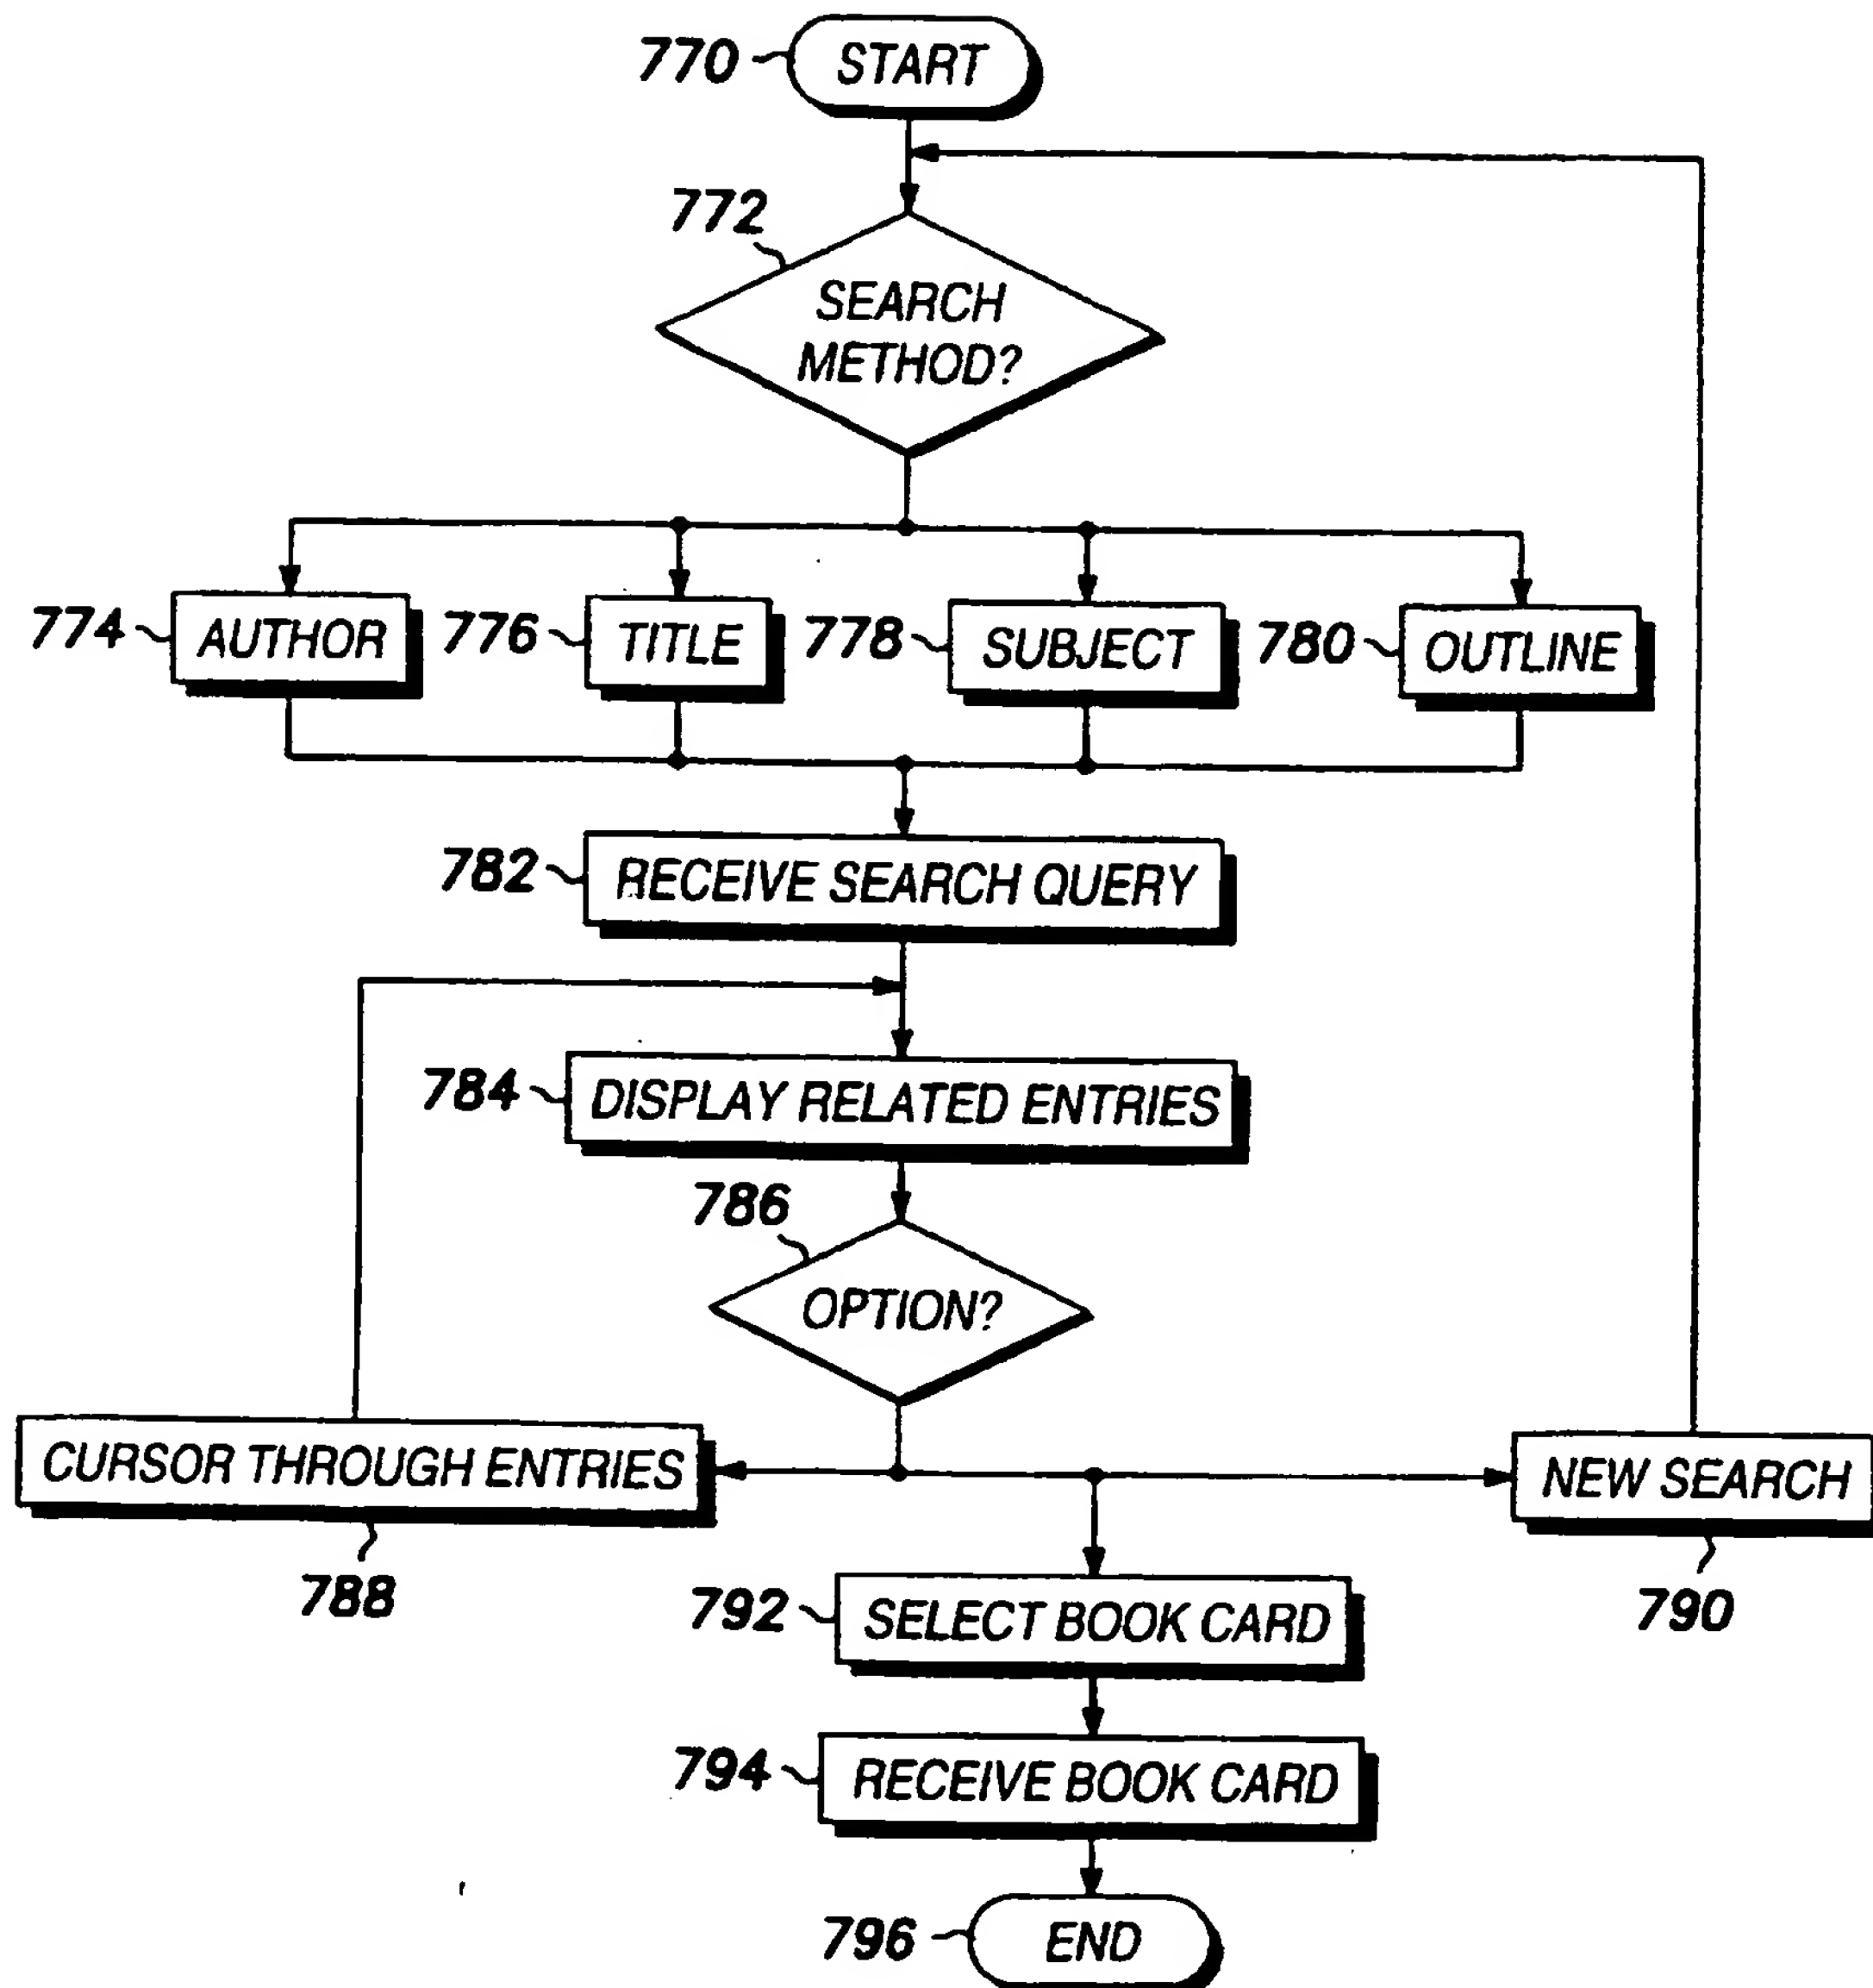 770
START
772
SEARCH
METHOD?
774
AUTHOR
776
TITLE
778
SUBJECT
780
OUTLINE
782
RECEIVE SEARCH QUERY
784
DISPLAY RELATED ENTRIES
786
OPTION?
CURSOR THROUGH ENTRIES
788
NEW SEARCH
790
792
SELECT BOOK CARD
794
RECEIVE BOOK CARD
796
END